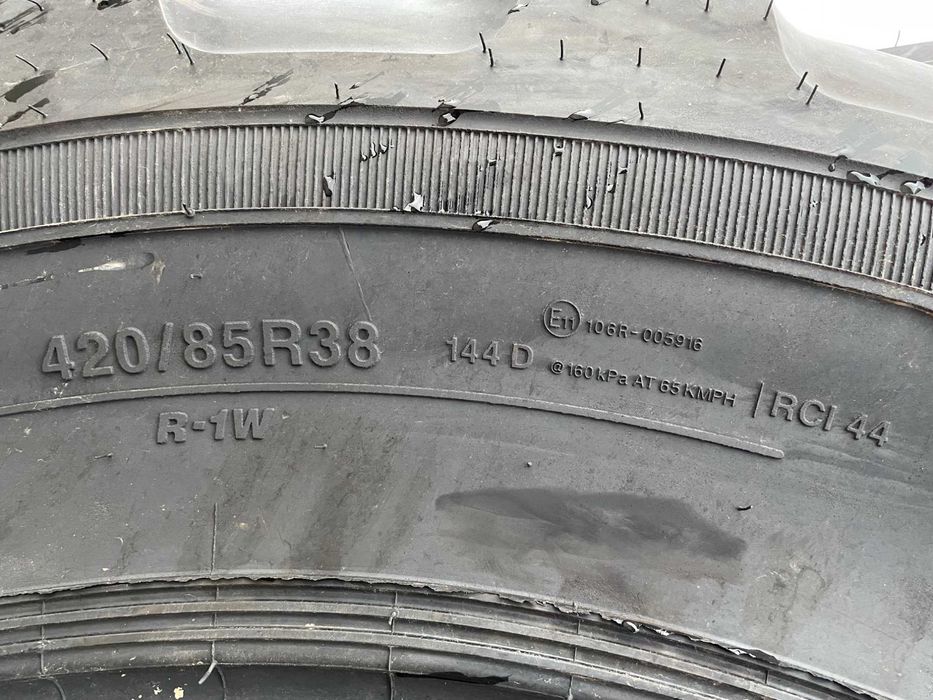 420/85R38
R-1W
144 D
E11 106R-005916
@ 160 kPa AT 65 KMPH
RCI 44